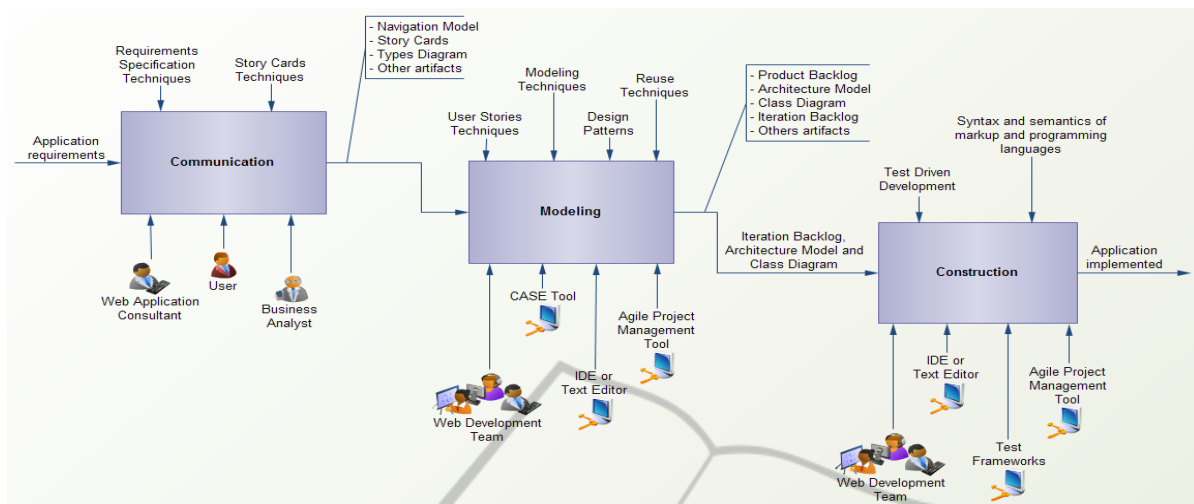 Requirements
Specification
Techniques
Story Cards
Techniques
- Navigation Model
- Story Cards
- Types Diagram
- Other artifacts
Application
requirements
Communication
Web Application
Consultant
User
Business
Analyst
User Stories
Techniques
Modeling
Techniques
Design
Patterns
Reuse
Techniques
- Product Backlog
- Architecture Model
- Class Diagram
- Iteration Backlog
- Others artifacts
Modeling
Web Development
Team
CASE Tool
IDE or
Text Editor
Agile Project
Management
Tool
Iteration Backlog,
Architecture Model and
Class Diagram
Test Driven
Development
Syntax and semantics of
markup and programming
languages
Construction
Application
implemented
Web Development
Team
IDE or
Text Editor
Test
Frameworks
Agile Project
Management
Tool